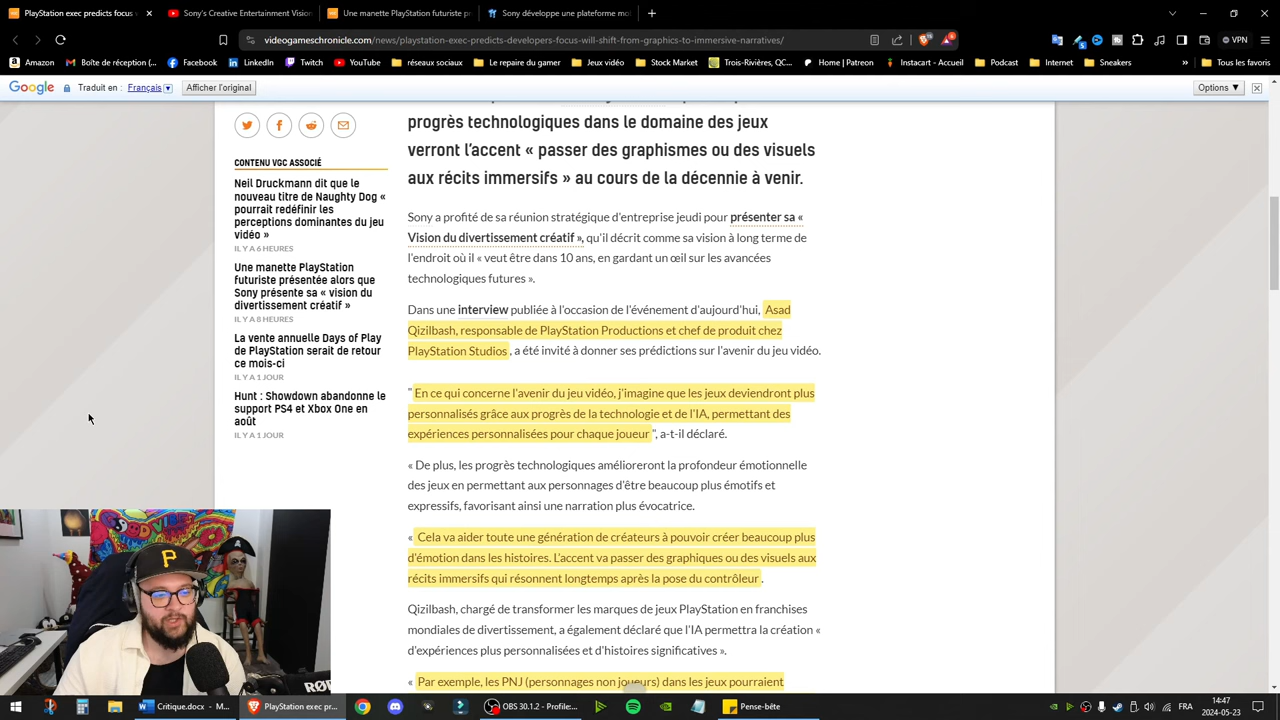 PlayStation exec predicts focus v
Sony's Creative Entertainment Vision
Une manette PlayStation futuriste p
Sony développe une plateforme mo
videogameschronicle.com/news/playstation-exec-predicts-developers-focus-will-shift-from-graphics-to-immersive-narratives/
VPN
Amazon Boîte de réception (... Facebook LinkedIn Twitch YouTube réseaux sociaux Le repaire du gamer Jeux vidéo Stock Market Trois-Rivières, QC... Home | Patreon Instacart - Accueil Podcast Internet Sneakers » Tous les favoris
Google Traduit en : Français Afficher l'original Options ▼
progrès technologiques dans le domaine des jeux
verront l'accent « passer des graphismes ou des visuels
aux récits immersifs » au cours de la décennie à venir.
CONTENU VGC ASSOCIÉ
Neil Druckmann dit que le
nouveau titre de Naughty Dog «
pourrait redéfinir les
perceptions dominantes du jeu
vidéo »
IL Y A 6 HEURES
Une manette PlayStation
futuriste présentée alors que
Sony présente sa « vision du
divertissement créatif »
IL Y A 8 HEURES
La vente annuelle Days of Play
de PlayStation serait de retour
ce mois-ci
IL Y A 1 JOUR
Hunt : Showdown abandonne le
support PS4 et Xbox One en
août
IL Y A 1 JOUR
Sony a profité de sa réunion stratégique d'entreprise jeudi pour présenter sa «
Vision du divertissement créatif », qu'il décrit comme sa vision à long terme de
l'endroit où il « veut être dans 10 ans, en gardant un œil sur les avancées
technologiques futures ».
Dans une interview publiée à l'occasion de l'événement d'aujourd'hui, Asad
Qizilbash, responsable de PlayStation Productions et chef de produit chez
PlayStation Studios, a été invité à donner ses prédictions sur l'avenir du jeu vidéo.
" En ce qui concerne l'avenir du jeu vidéo, j'imagine que les jeux deviendront plus
personnalisés grâce aux progrès de la technologie et de l'IA, permettant des
expériences personnalisées pour chaque joueur ", a-t-il déclaré.
« De plus, les progrès technologiques amélioreront la profondeur émotionnelle
des jeux en permettant aux personnages d'être beaucoup plus émotifs et
expressifs, favorisant ainsi une narration plus évocatrice.
« Cela va aider toute une génération de créateurs à pouvoir créer beaucoup plus
d'émotion dans les histoires. L'accent va passer des graphiques ou des visuels aux
récits immersifs qui résonnent longtemps après la pose du contrôleur.
Qizilbash, chargé de transformer les marques de jeux PlayStation en franchises
mondiales de divertissement, a également déclaré que l'IA permettra la création «
d'expériences plus personnalisées et d'histoires significatives ».
« Par exemple, les PNJ (personnages non joueurs) dans les jeux pourraient
P
Critique.docx - M... PlayStation exec pr... OBS 30.1.2 - Profile:... Pense-bête FRA 14:47
2024-05-23